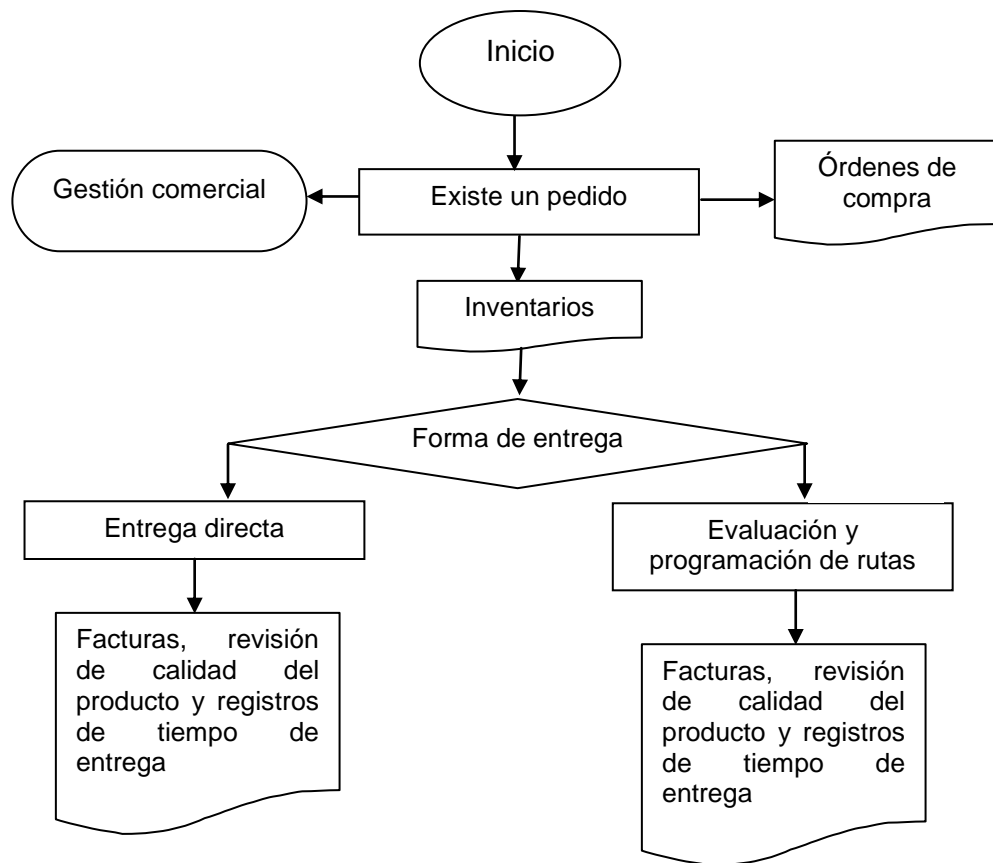 Inicio
Gestión comercial
Existe un pedido
Órdenes de
compra
Inventarios
Forma de entrega
Entrega directa
Evaluación y
programación de rutas
Facturas, revisión
de calidad del
producto y registros
de tiempo de
entrega
Facturas, revisión
de calidad del
producto y registros
de tiempo de
entrega